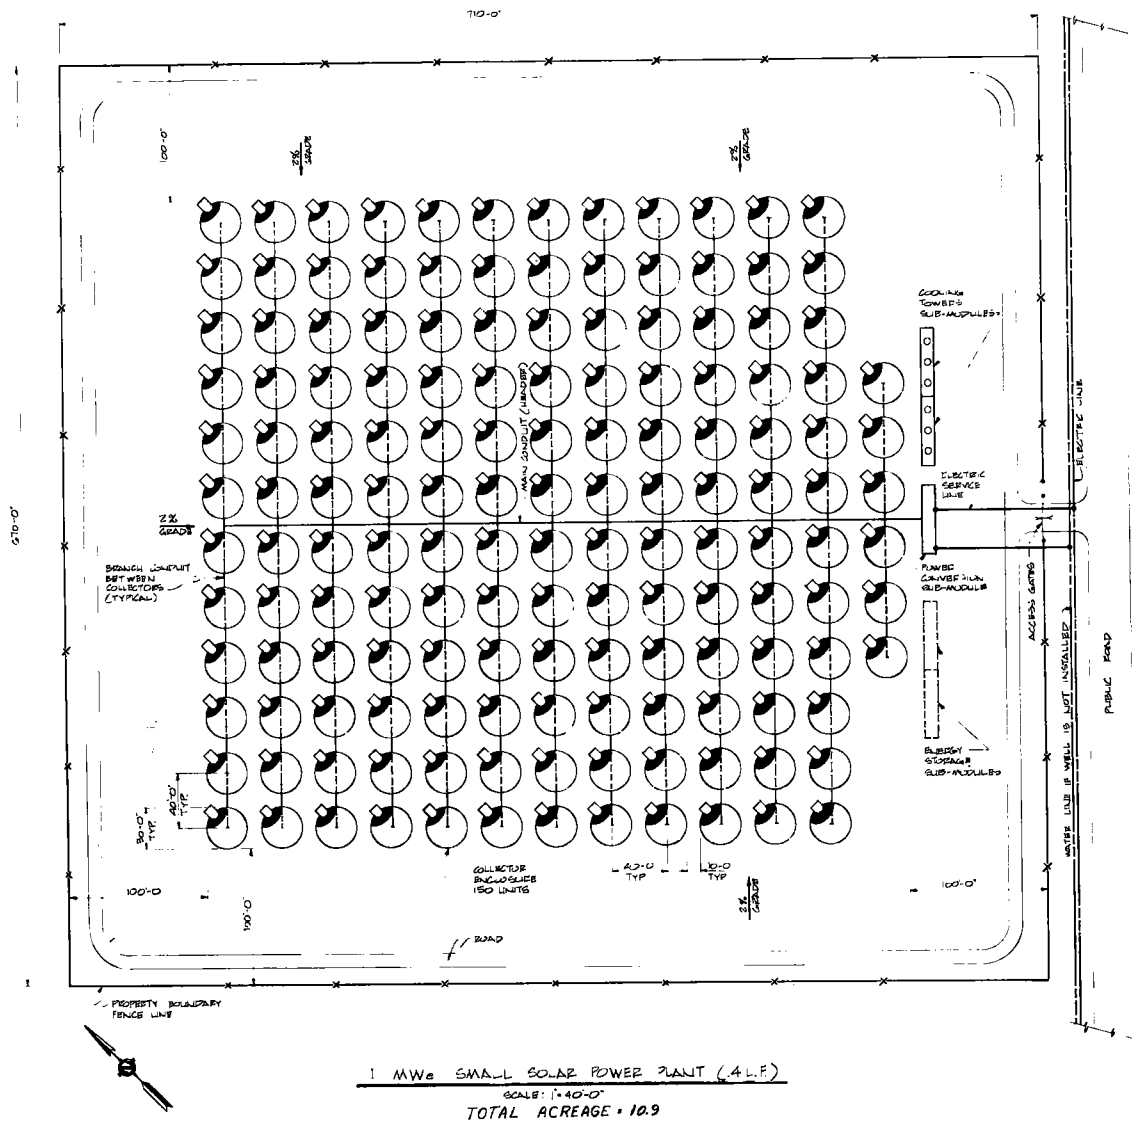 710'-0"
100'-0"
2%
GRADE
2%
GRADE
COOLING
TOWERS
SUB-MODULES
MAIN CONDUIT (HEADER)
ELECTRIC LINE
ELECTRIC
SERVICE
LINE
670'-0"
2%
GRADE
BRANCH CONDUIT
BETWEEN
COLLECTORS
(TYPICAL)
POWER
CONVERSION
SUB-MODULE
ACCESS GATES
WATER LINE IF WELL IS NOT INSTALLED
PUBLIC ROAD
ENERGY
STORAGE
SUB-MODULES
40'-0"
TYP.
30'-0"
TYP.
COLLECTOR
ENCLOSURE
150 UNITS
40'-0
TYP
10'-0
TYP
100'-0
100'-0"
100'-0"
2%
GRADE
ROAD
PROPERTY BOUNDARY
FENCE LINE
1 MWe SMALL SOLAR POWER PLANT (.4 L.F.)
SCALE: 1"=40'-0"
TOTAL ACREAGE = 10.9